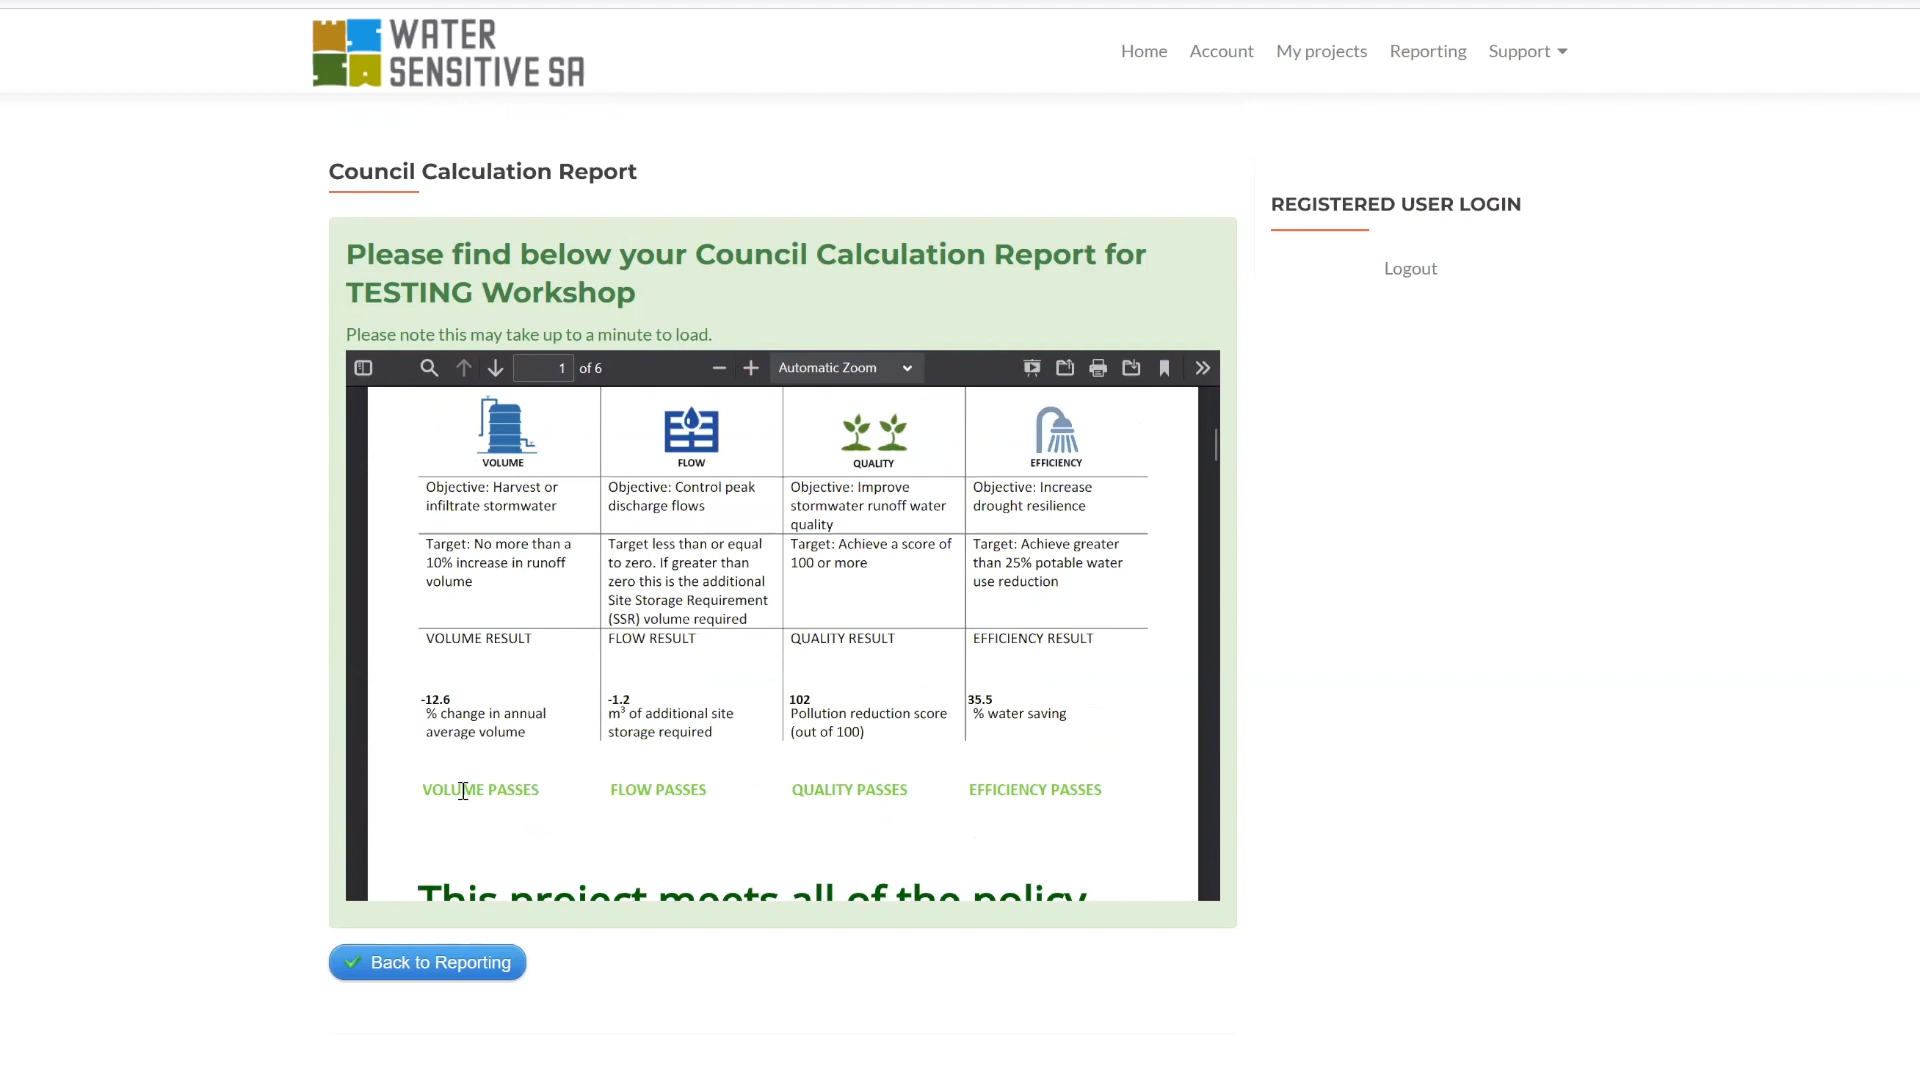 WATER
SENSITIVE SA
Home
Account
My projects
Reporting
Support
Council Calculation Report
REGISTERED USER LOGIN
Logout
Please find below your Council Calculation Report for
TESTING Workshop
Please note this may take up to a minute to load.
1 of 6
Automatic Zoom
VOLUME
FLOW
QUALITY
EFFICIENCY
Objective: Harvest or
infiltrate stormwater
Objective: Control peak
discharge flows
Objective: Improve
stormwater runoff water
quality
Objective: Increase
drought resilience
Target: No more than a
10% increase in runoff
volume
Target less than or equal
to zero. If greater than
zero this is the additional
Site Storage Requirement
(SSR) volume required
Target: Achieve a score of
100 or more
Target: Achieve greater
than 25% potable water
use reduction
VOLUME RESULT
FLOW RESULT
QUALITY RESULT
EFFICIENCY RESULT
-12.6
% change in annual
average volume
-1.2
m³ of additional site
storage required
102
Pollution reduction score
(out of 100)
35.5
% water saving
VOLUME PASSES
FLOW PASSES
QUALITY PASSES
EFFICIENCY PASSES
This project meets all of the policy
Back to Reporting